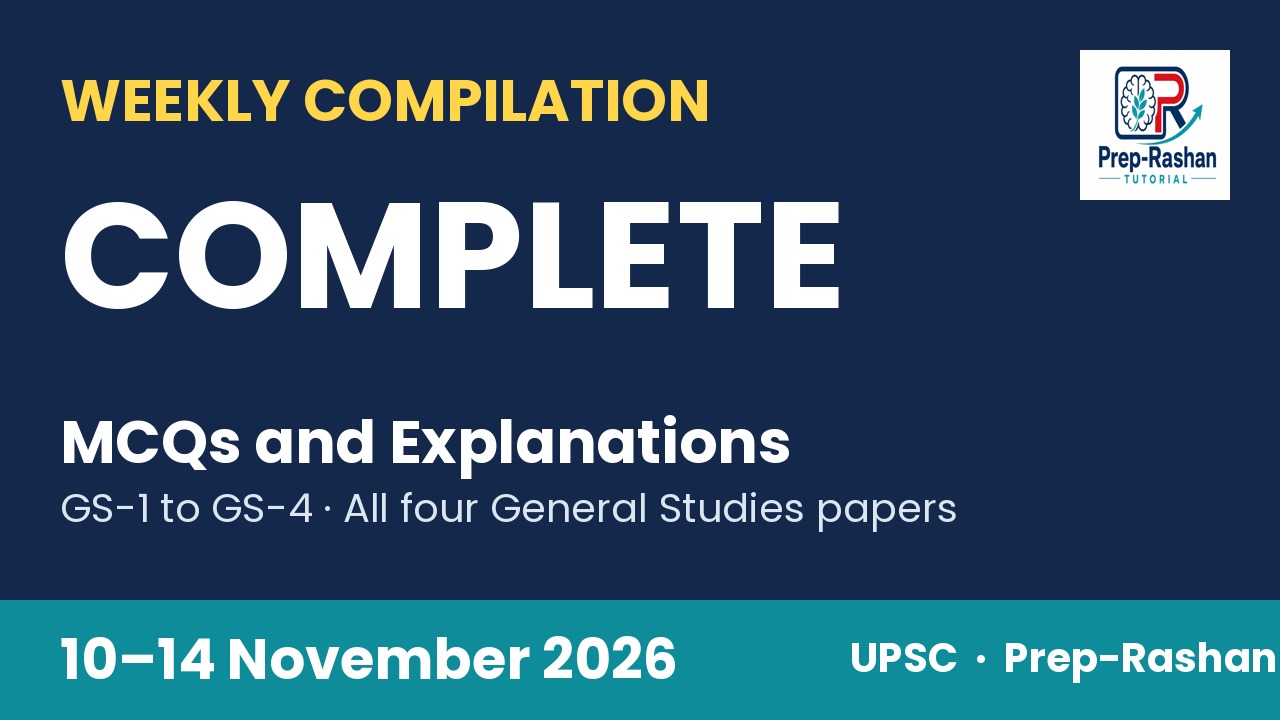 WEEKLY COMPILATION
Prep-Rashan
TUTORIAL
COMPLETE
MCQs and Explanations
GS-1 to GS-4 · All four General Studies papers
10–14 November 2026
UPSC · Prep-Rashan